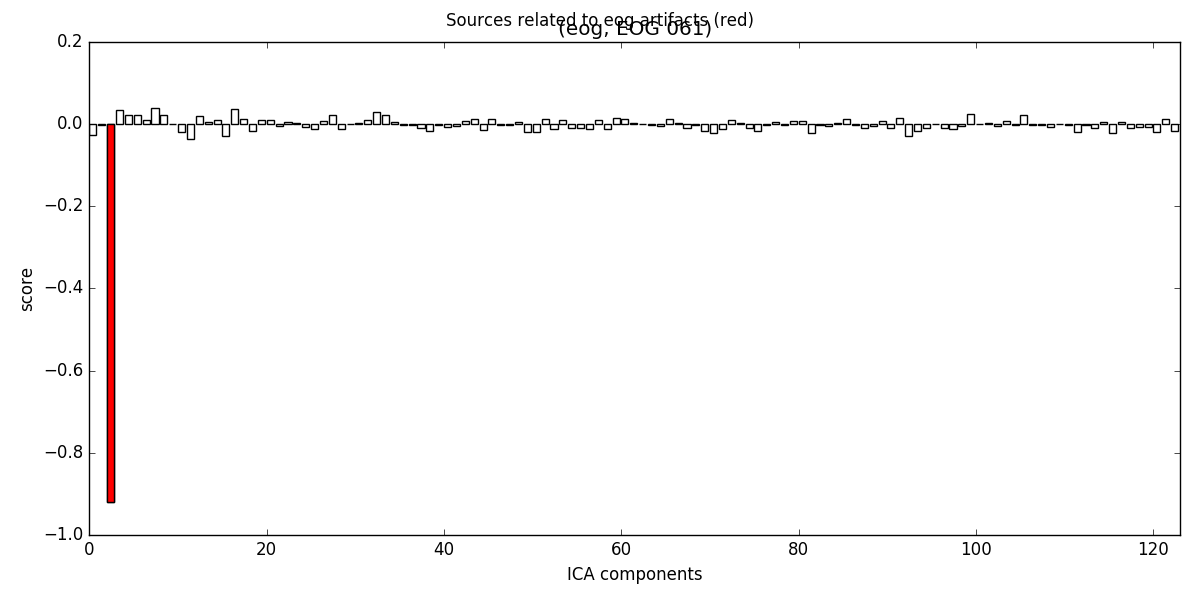 Sources related to eog artifacts (red)
(eog, EOG 061)
0.2
0.0
−0.2
−0.4
−0.6
−0.8
−1.0
score
0 20 40 60 80 100 120
ICA components